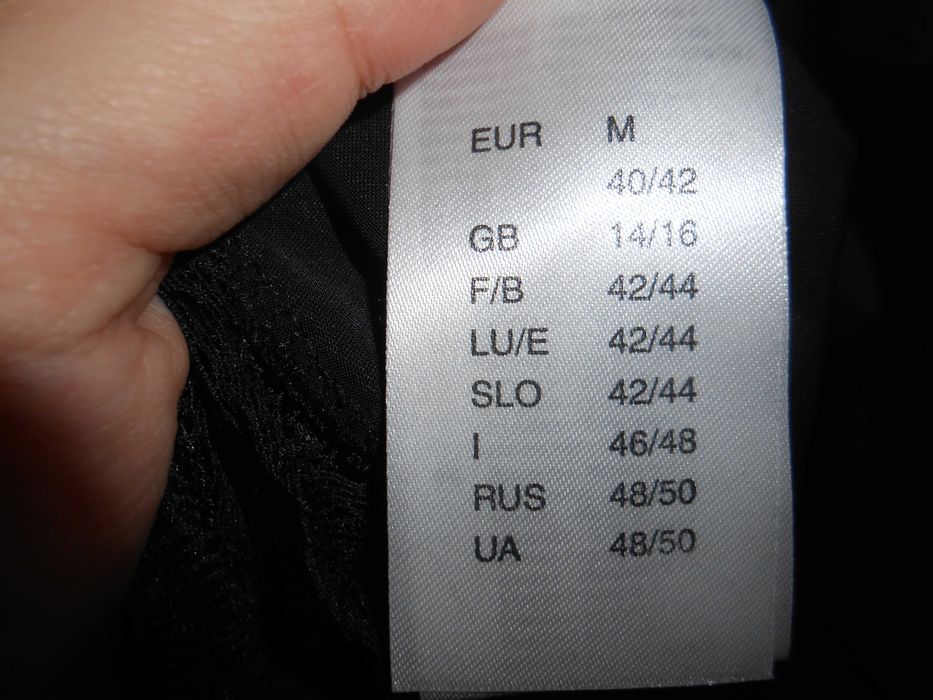 EUR M
40/42
GB 14/16
F/B 42/44
LU/E 42/44
SLO 42/44
I 46/48
RUS 48/50
UA 48/50